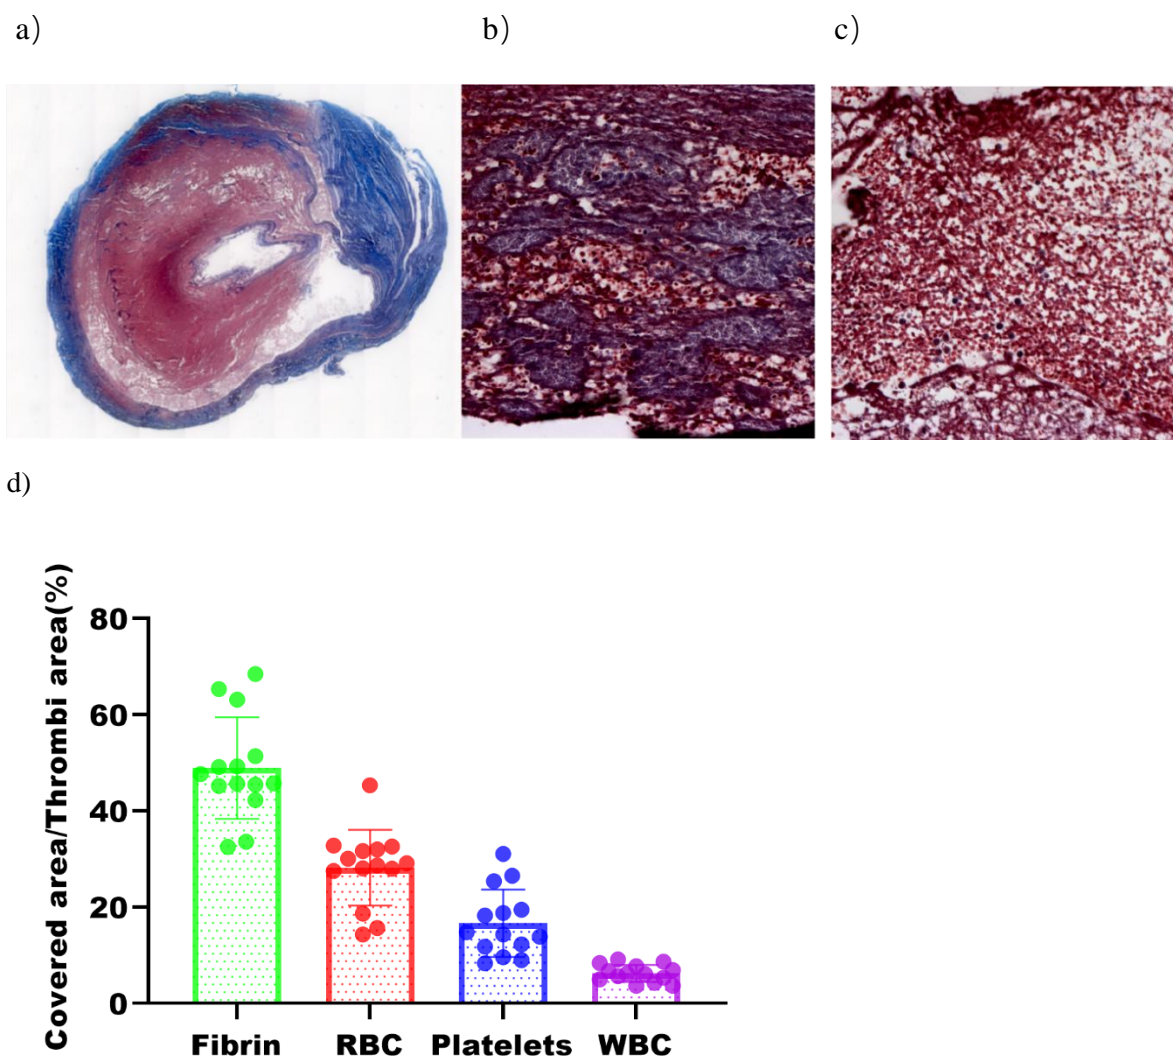 a）
b）
c）
d)
Covered area/Thrombi area(%)
80
60
40
20
0
Fibrin RBC Platelets WBC